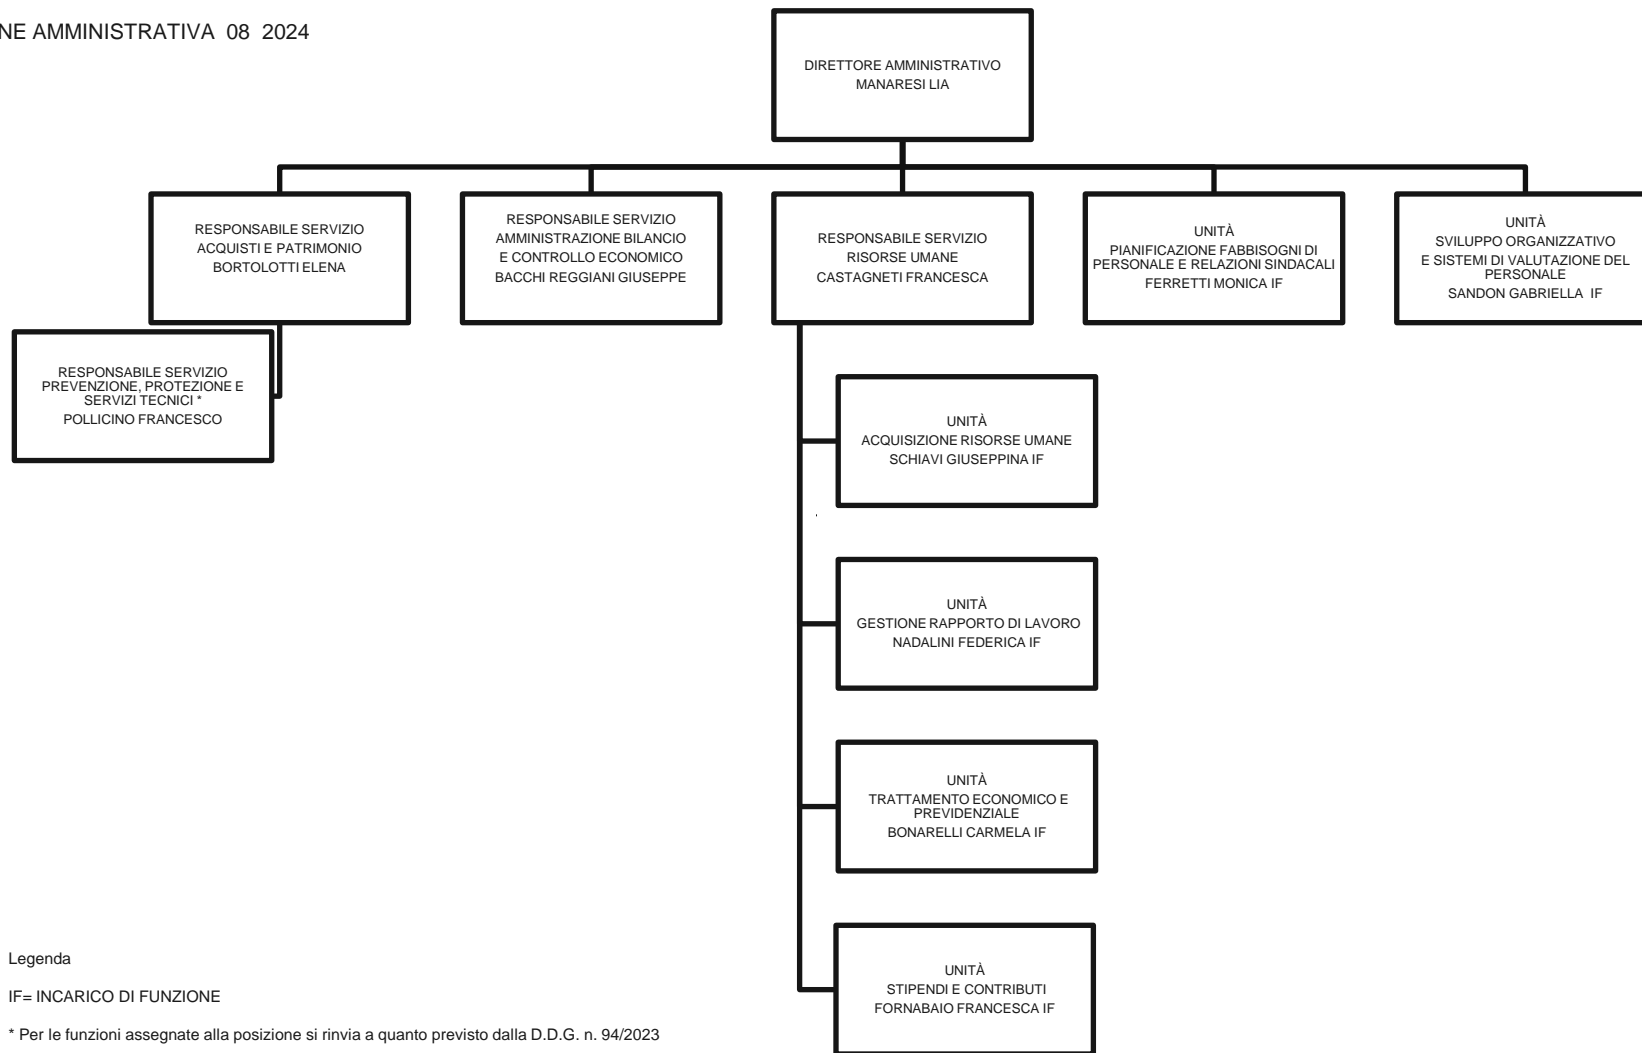 NE AMMINISTRATIVA  08  2024
DIRETTORE AMMINISTRATIVO
MANARESI LIA
RESPONSABILE SERVIZIO
ACQUISTI E PATRIMONIO
BORTOLOTTI ELENA
RESPONSABILE SERVIZIO
AMMINISTRAZIONE BILANCIO
E CONTROLLO ECONOMICO
BACCHI REGGIANI GIUSEPPE
RESPONSABILE SERVIZIO
RISORSE UMANE
CASTAGNETI FRANCESCA
UNITÀ
PIANIFICAZIONE FABBISOGNI DI
PERSONALE E RELAZIONI SINDACALI
FERRETTI MONICA IF
UNITÀ
SVILUPPO ORGANIZZATIVO
E SISTEMI DI VALUTAZIONE DEL
PERSONALE
SANDON GABRIELLA  IF
RESPONSABILE SERVIZIO
PREVENZIONE, PROTEZIONE E
SERVIZI TECNICI *
POLLICINO FRANCESCO
UNITÀ
ACQUISIZIONE RISORSE UMANE
SCHIAVI GIUSEPPINA IF
UNITÀ
GESTIONE RAPPORTO DI LAVORO
NADALINI FEDERICA IF
UNITÀ
TRATTAMENTO ECONOMICO E
PREVIDENZIALE
BONARELLI CARMELA IF
UNITÀ
STIPENDI E CONTRIBUTI
FORNABAIO FRANCESCA IF
Legenda
IF= INCARICO DI FUNZIONE
* Per le funzioni assegnate alla posizione si rinvia a quanto previsto dalla D.D.G. n. 94/2023